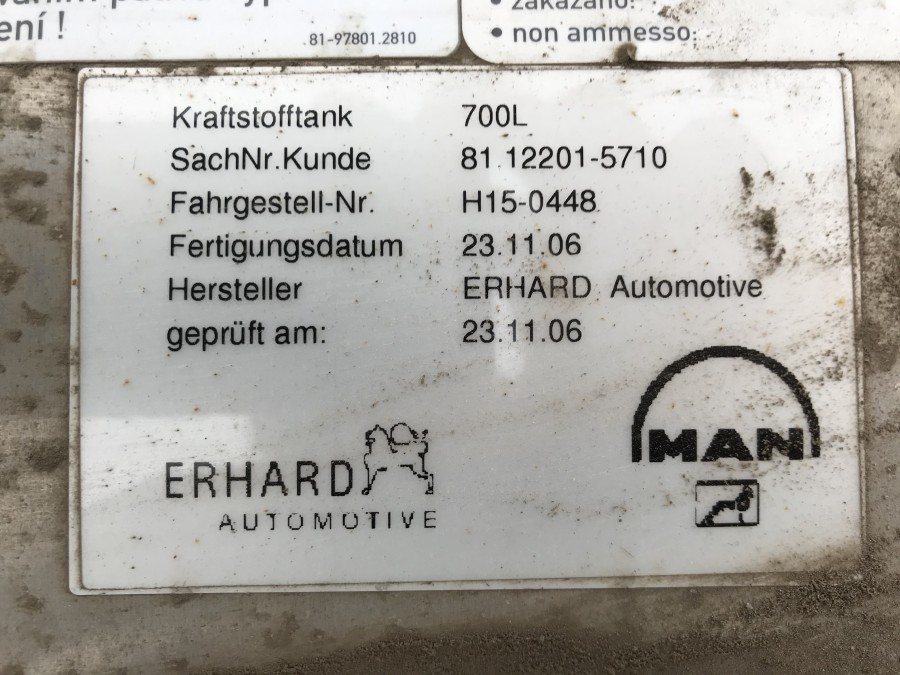 ení !
81-97801.2810
• zakázáno!
• non ammesso.
Kraftstofftank 700L
SachNr.Kunde 81.12201-5710
Fahrgestell-Nr. H15-0448
Fertigungsdatum 23.11.06
Hersteller ERHARD Automotive
geprüft am: 23.11.06
ERHARD
AUTOMOTIVE
MAN